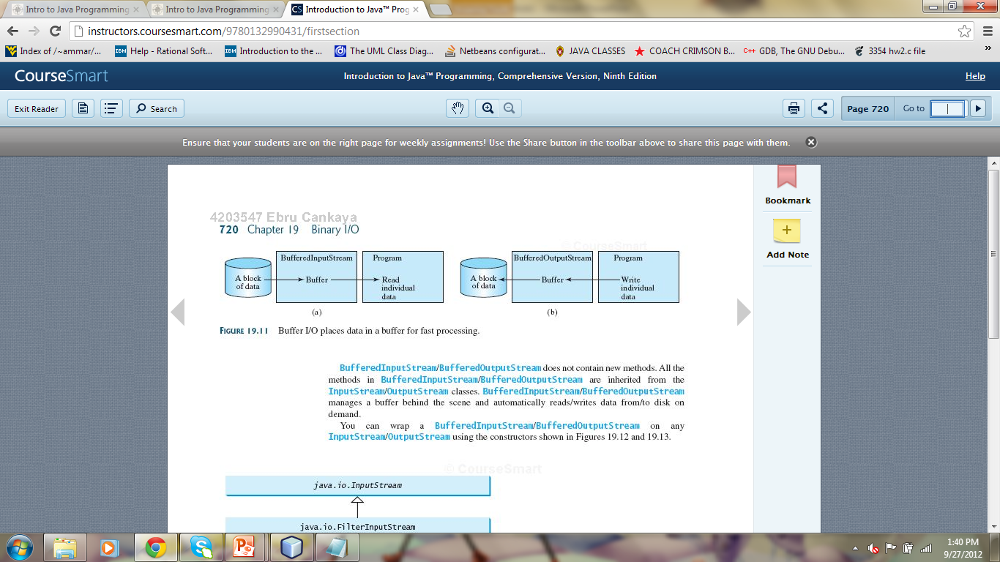 Intro to Java Programming
Intro to Java Programming
CS Introduction to Java™ Prog
instructors.coursesmart.com/9780132990431/firstsection
Index of /~ammar/...
IBM Help - Rational Soft...
IBM Introduction to the ...
The UML Class Diag...
Netbeans configurat...
JAVA CLASSES
COACH CRIMSON B...
C++ GDB, The GNU Debu...
3354 hw2.c file
CourseSmart
Introduction to Java™ Programming, Comprehensive Version, Ninth Edition
Help
Exit Reader
Search
Page 720
Go to
Ensure that your students are on the right page for weekly assignments! Use the Share button in the toolbar above to share this page with them.
Bookmark
Add Note
4203547 Ebru Cankaya
720 Chapter 19 Binary I/O
© CourseSmart
BufferedInputStream
Program
A block
of data
Buffer
Read
individual
data
(a)
BufferedOutputStream
Program
A block
of data
Buffer
Write
individual
data
(b)
FIGURE 19.11 Buffer I/O places data in a buffer for fast processing.
BufferedInputStream/BufferedOutputStream does not contain new methods. All the
methods in BufferedInputStream/BufferedOutputStream are inherited from the
InputStream/OutputStream classes. BufferedInputStream/BufferedOutputStream
manages a buffer behind the scene and automatically reads/writes data from/to disk on
demand.
You can wrap a BufferedInputStream/BufferedOutputStream on any
InputStream/OutputStream using the constructors shown in Figures 19.12 and 19.13.
© CourseSmart
java.io.InputStream
java.io.FilterInputStream
1:40 PM
9/27/2012